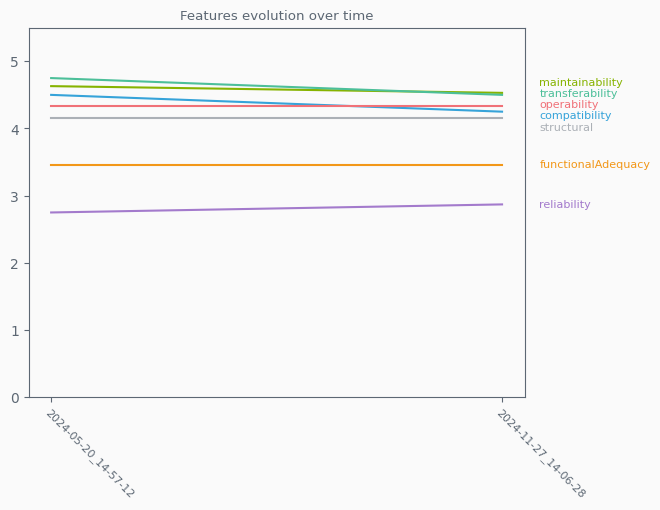 Features evolution over time
5
4
3
2
1
0
maintainability
transferability
operability
compatibility
structural
functionalAdequacy
reliability
2024-05-20_14-57-12
2024-11-27_14-06-28